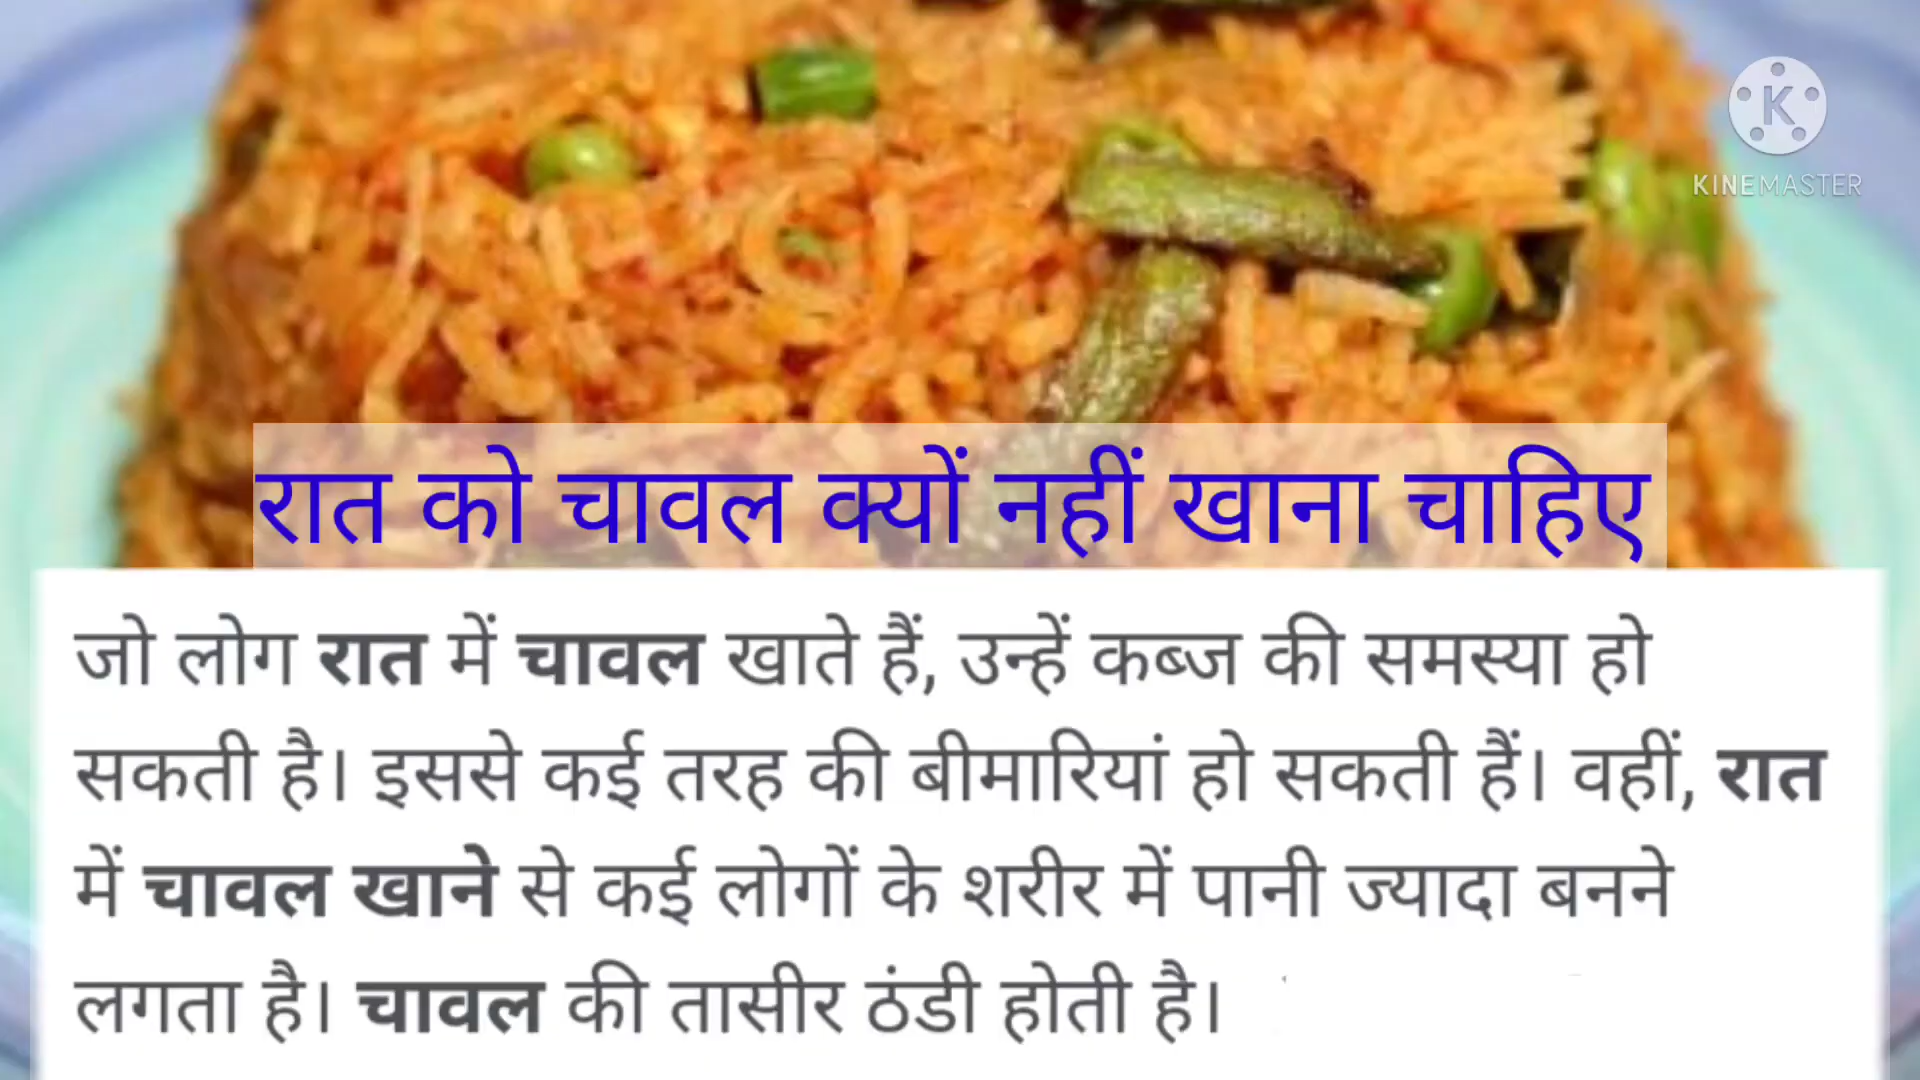 K
KINEMASTER
रात को चावल क्यों नहीं खाना चाहिए
जो लोग रात में चावल खाते हैं, उन्हें कब्ज की समस्या हो
सकती है। इससे कई तरह की बीमारियां हो सकती हैं। वहीं, रात
में चावल खाने से कई लोगों के शरीर में पानी ज्यादा बनने
लगता है। चावल की तासीर ठंडी होती है।